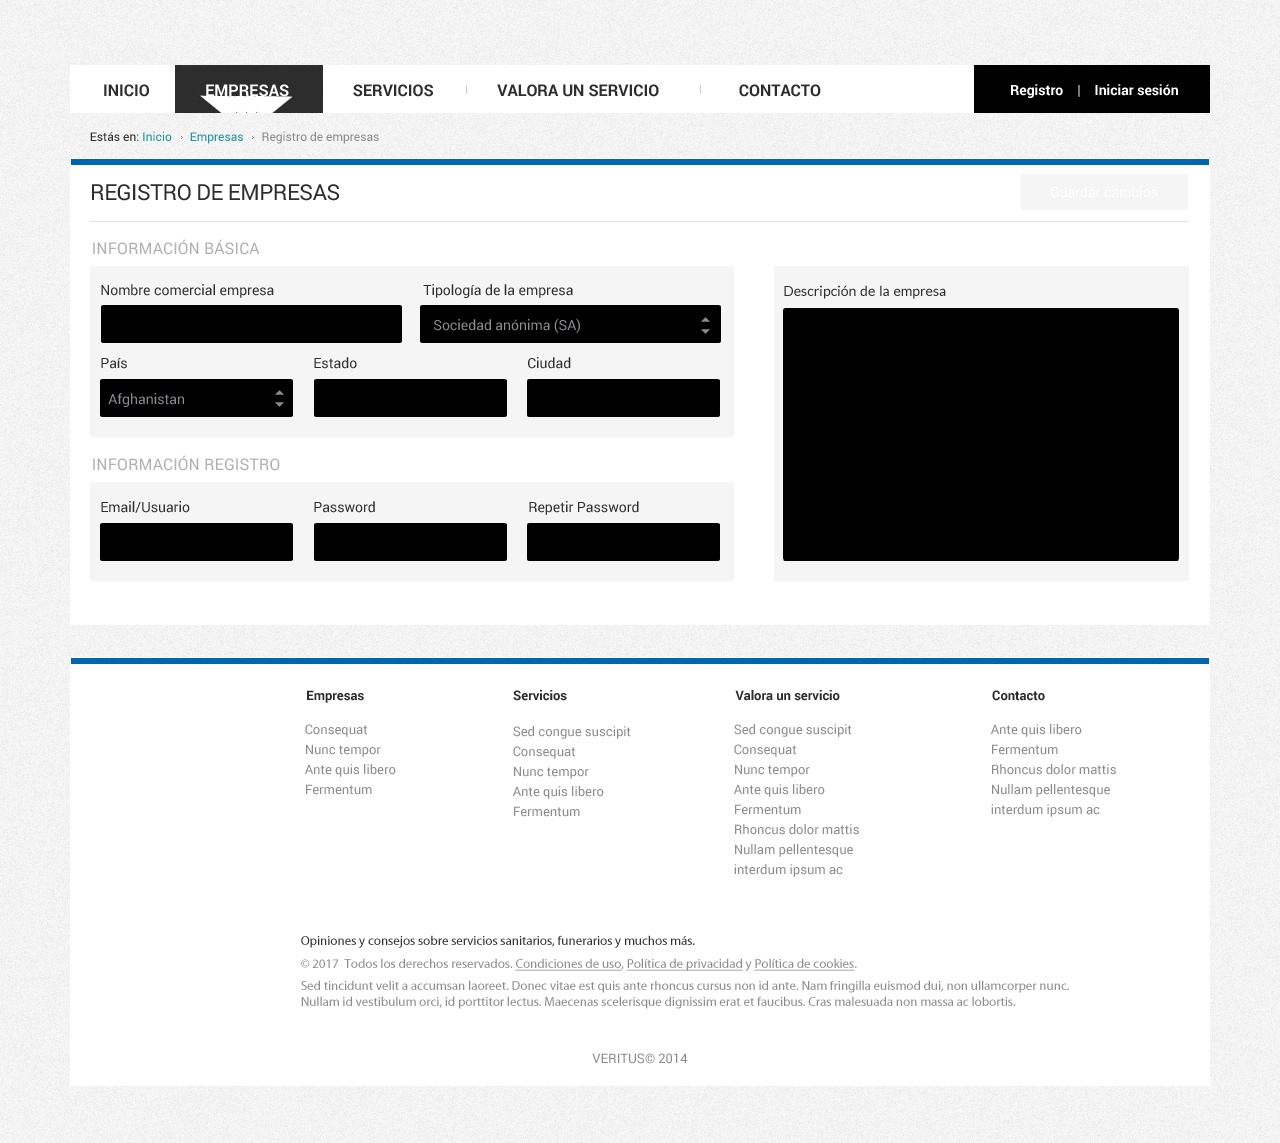 INICIO
EMPRESAS
SERVICIOS
VALORA UN SERVICIO
CONTACTO
Registro | Iniciar sesión
Estás en: Inicio › Empresas › Registro de empresas
REGISTRO DE EMPRESAS
Guardar cambios
INFORMACIÓN BÁSICA
Nombre comercial empresa
Tipología de la empresa
Sociedad anónima (SA)
País
Estado
Ciudad
Afghanistan
Descripción de la empresa
INFORMACIÓN REGISTRO
Email/Usuario
Password
Repetir Password
Empresas
Consequat
Nunc tempor
Ante quis libero
Fermentum
Servicios
Sed congue suscipit
Consequat
Nunc tempor
Ante quis libero
Fermentum
Valora un servicio
Sed congue suscipit
Consequat
Nunc tempor
Ante quis libero
Fermentum
Rhoncus dolor mattis
Nullam pellentesque
interdum ipsum ac
Contacto
Ante quis libero
Fermentum
Rhoncus dolor mattis
Nullam pellentesque
interdum ipsum ac
Opiniones y consejos sobre servicios sanitarios, funerarios y muchos más.
© 2017 Todos los derechos reservados. Condiciones de uso, Política de privacidad y Política de cookies.
Sed tincidunt velit a accumsan laoreet. Donec vitae est quis ante rhoncus cursus non id ante. Nam fringilla euismod dui, non ullamcorper nunc.
Nullam id vestibulum orci, id porttitor lectus. Maecenas scelerisque dignissim erat et faucibus. Cras malesuada non massa ac lobortis.
VERITUS© 2014